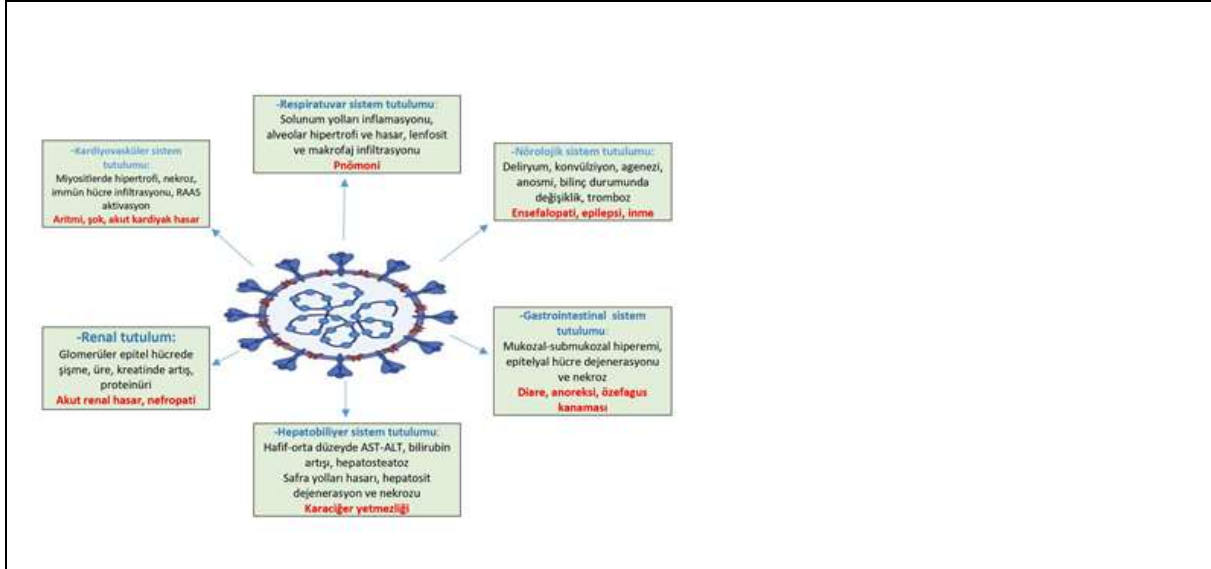 -Respiratuvar sistem tutulumu:
Solunum yolları inflamasyonu,
alveolar hipertrofi ve hasar, lenfosit
ve makrofaj infiltrasyonu
Pnömoni
-Kardiyovasküler sistem
tutulumu:
Miyositlerde hipertrofi, nekroz,
immün hücre infiltrasyonu, RAAS
aktivasyon
Aritmi, şok, akut kardiyak hasar
-Nörolojik sistem tutulumu:
Deliryum, konvülziyon, agenezi,
anosmi, bilinç durumunda
değişiklik, tromboz
Ensefalopati, epilepsi, inme
-Renal tutulum:
Glomerüler epitel hücrede
şişme, üre, kreatinde artış,
proteinüri
Akut renal hasar, nefropati
-Gastrointestinal sistem
tutulumu:
Mukozal-submukozal hiperemi,
epitelyal hücre dejenerasyonu
ve nekroz
Diare, anoreksi, özefagus
kanaması
-Hepatobiliyer sistem tutulumu:
Hafif-orta düzeyde AST-ALT, bilirubin
artışı, hepatosteatoz
Safra yolları hasarı, hepatosit
dejenerasyon ve nekrozu
Karaciğer yetmezliği